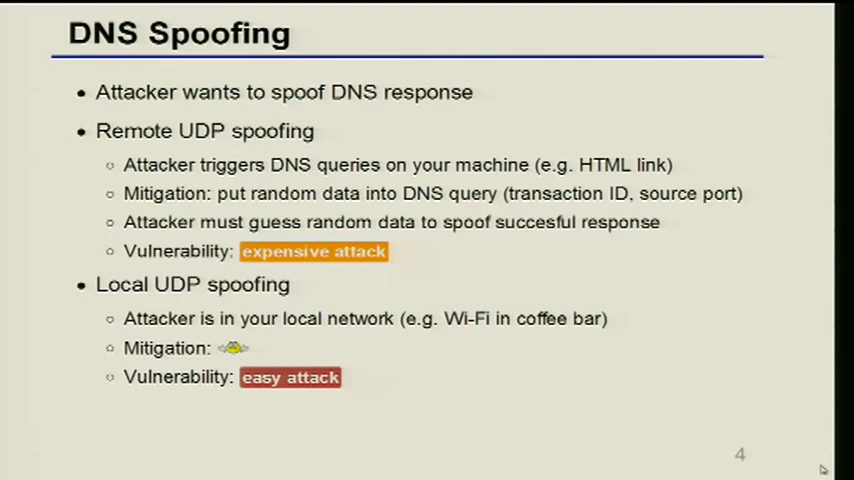 DNS Spoofing
• Attacker wants to spoof DNS response
• Remote UDP spoofing
○ Attacker triggers DNS queries on your machine (e.g. HTML link)
○ Mitigation: put random data into DNS query (transaction ID, source port)
○ Attacker must guess random data to spoof succesful response
○ Vulnerability: expensive attack
• Local UDP spoofing
○ Attacker is in your local network (e.g. Wi-Fi in coffee bar)
○ Mitigation:
○ Vulnerability: easy attack
4